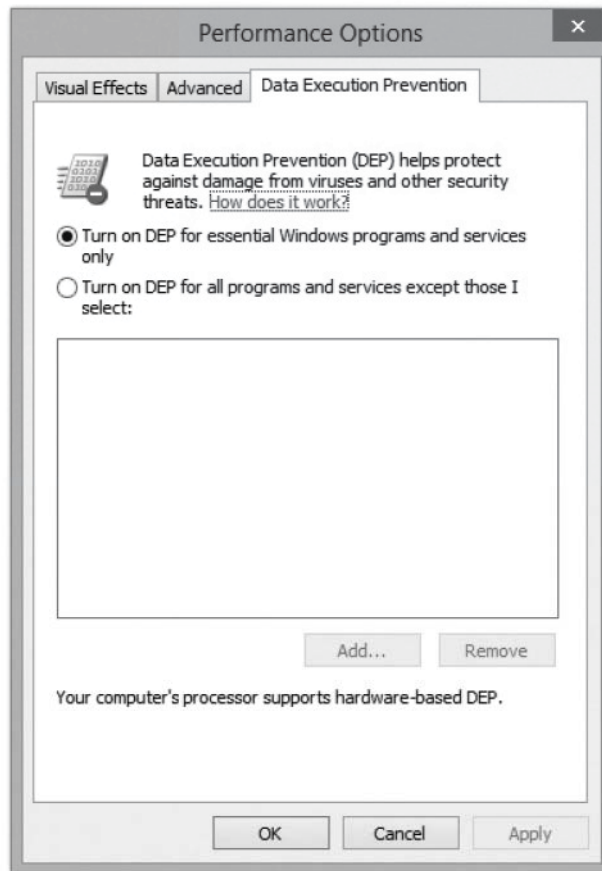 Performance Options
Visual Effects Advanced Data Execution Prevention
Data Execution Prevention (DEP) helps protect
against damage from viruses and other security
threats. How does it work?
Turn on DEP for essential Windows programs and services
only
Turn on DEP for all programs and services except those I
select:
Add... Remove
Your computer's processor supports hardware-based DEP.
OK Cancel Apply